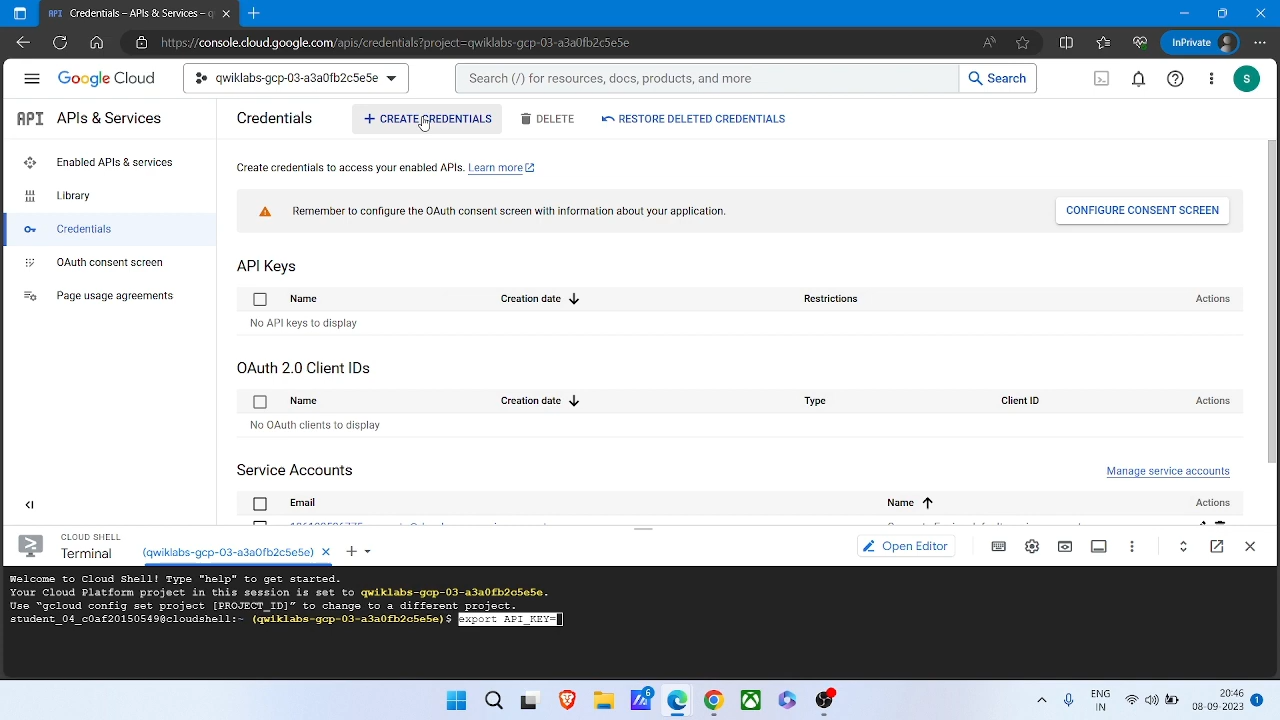 API Credentials – APIs & Services –
https://console.cloud.google.com/apis/credentials?project=qwiklabs-gcp-03-a3a0fb2c5e5e
InPrivate
Google Cloud
qwiklabs-gcp-03-a3a0fb2c5e5e
Search (/) for resources, docs, products, and more
Search
S
API APIs & Services
Credentials
+ CREATE CREDENTIALS
DELETE
RESTORE DELETED CREDENTIALS
Enabled APIs & services
Library
Credentials
OAuth consent screen
Page usage agreements
Create credentials to access your enabled APIs. Learn more
Remember to configure the OAuth consent screen with information about your application.
CONFIGURE CONSENT SCREEN
API Keys
Name Creation date Restrictions Actions
No API keys to display
OAuth 2.0 Client IDs
Name Creation date Type Client ID Actions
No OAuth clients to display
Service Accounts
Manage service accounts
Email Name Actions
CLOUD SHELL
Terminal
(qwiklabs-gcp-03-a3a0fb2c5e5e)
Open Editor
Welcome to Cloud Shell! Type "help" to get started.
Your Cloud Platform project in this session is set to qwiklabs-gcp-03-a3a0fb2c5e5e.
Use "gcloud config set project [PROJECT_ID]" to change to a different project.
student_04_c0af20150549@cloudshell:~ (qwiklabs-gcp-03-a3a0fb2c5e5e)$ export API_KEY=
6
ENG
IN
20:46
08-09-2023
1